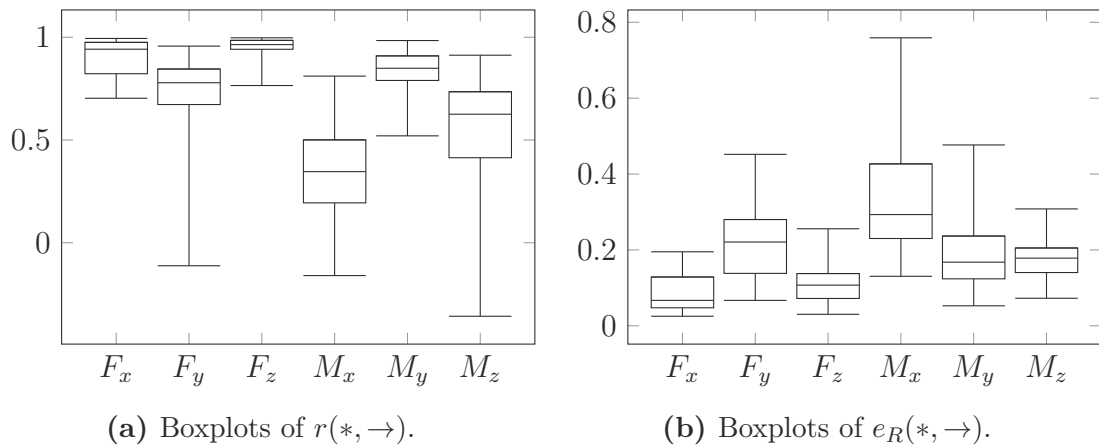 1
0.5
0
F_x F_y F_z M_x M_y M_z
(a) Boxplots of r(∗, →).
0.8
0.6
0.4
0.2
0
F_x F_y F_z M_x M_y M_z
(b) Boxplots of e_R(∗, →).